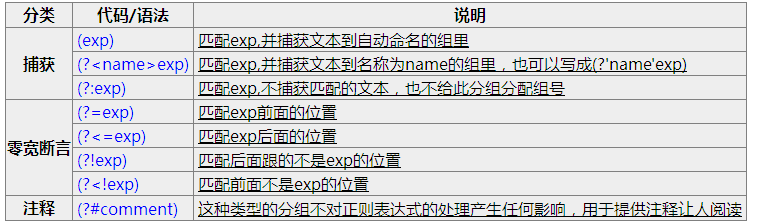 分类 代码/语法 说明
捕获 (exp) 匹配exp,并捕获文本到自动命名的组里
(?<name>exp) 匹配exp,并捕获文本到名称为name的组里，也可以写成(?'name'exp)
(?:exp) 匹配exp,不捕获匹配的文本，也不给此分组分配组号
零宽断言 (?=exp) 匹配exp前面的位置
(?<=exp) 匹配exp后面的位置
(?!exp) 匹配后面跟的不是exp的位置
(?<!exp) 匹配前面不是exp的位置
注释 (?#comment) 这种类型的分组不对正则表达式的处理产生任何影响，用于提供注释让人阅读